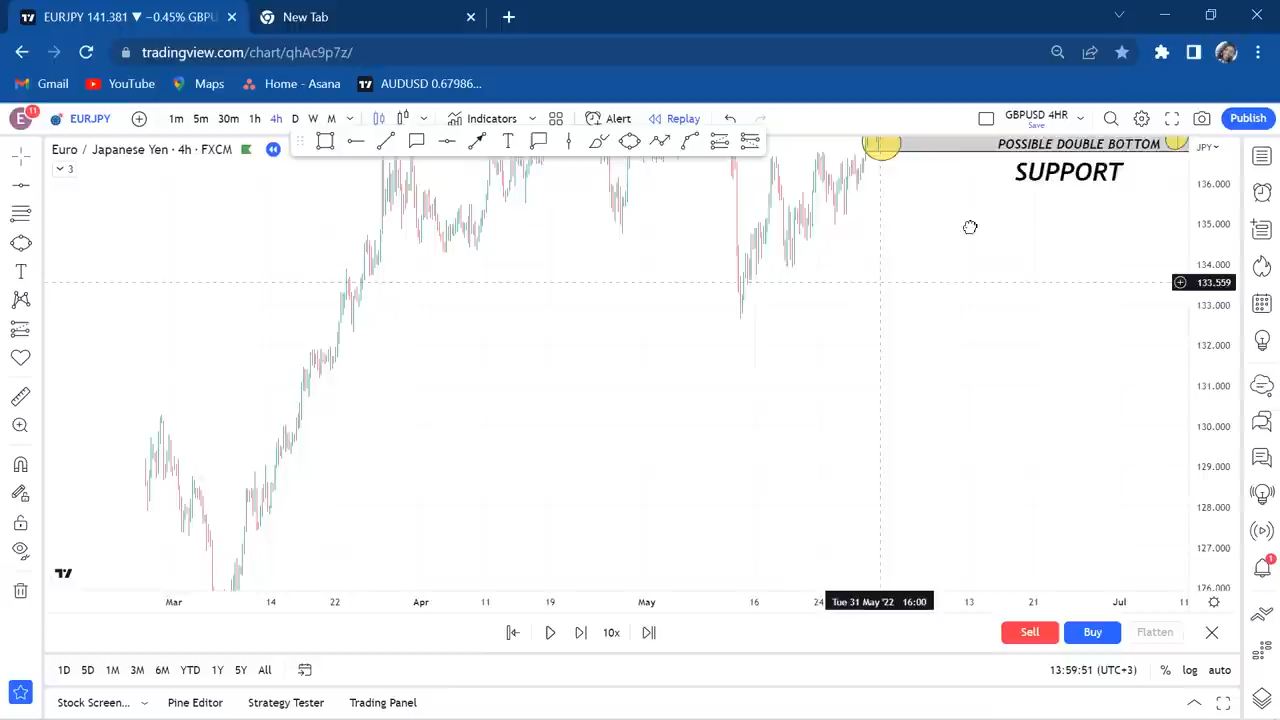 EURJPY 141.381 ▼ −0.45% GBPU
New Tab
tradingview.com/chart/qhAc9p7z/
Gmail YouTube Maps Home - Asana AUDUSD 0.67986...
E 11 EURJPY 1m 5m 30m 1h 4h D W M Indicators Alert Replay GBPUSD 4HR Save Publish
Euro / Japanese Yen · 4h · FXCM
3
POSSIBLE DOUBLE BOTTOM
SUPPORT
JPY
136.000
135.000
134.000
133.559
133.000
132.000
131.000
130.000
129.000
128.000
127.000
126.000
Mar 14 22 Apr 11 19 May 16 24 Tue 31 May '22 16:00 13 21 Jul 11
10x Sell Buy Flatten
1D 5D 1M 3M 6M YTD 1Y 5Y All 13:59:51 (UTC+3) % log auto
Stock Screen... Pine Editor Strategy Tester Trading Panel
1